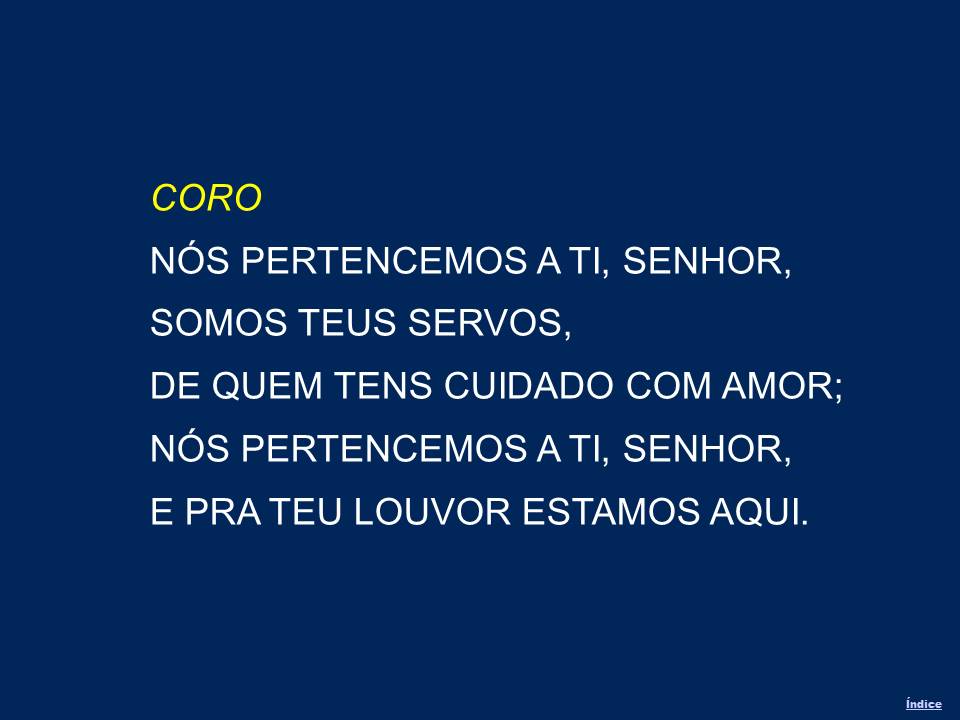 CORO
NÓS PERTENCEMOS A TI, SENHOR,
SOMOS TEUS SERVOS,
DE QUEM TENS CUIDADO COM AMOR;
NÓS PERTENCEMOS A TI, SENHOR,
E PRA TEU LOUVOR ESTAMOS AQUI.
Índice